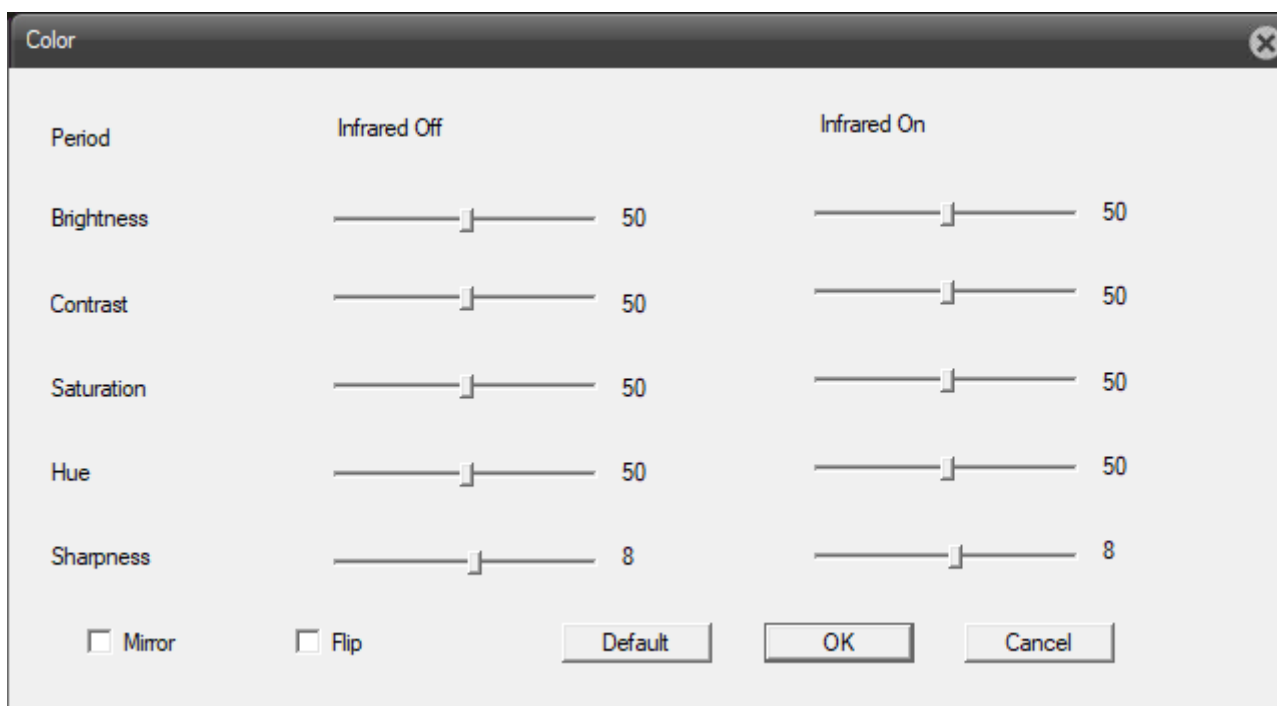 Color
Period Infrared Off Infrared On
Brightness 50 50
Contrast 50 50
Saturation 50 50
Hue 50 50
Sharpness 8 8
Mirror Flip Default OK Cancel